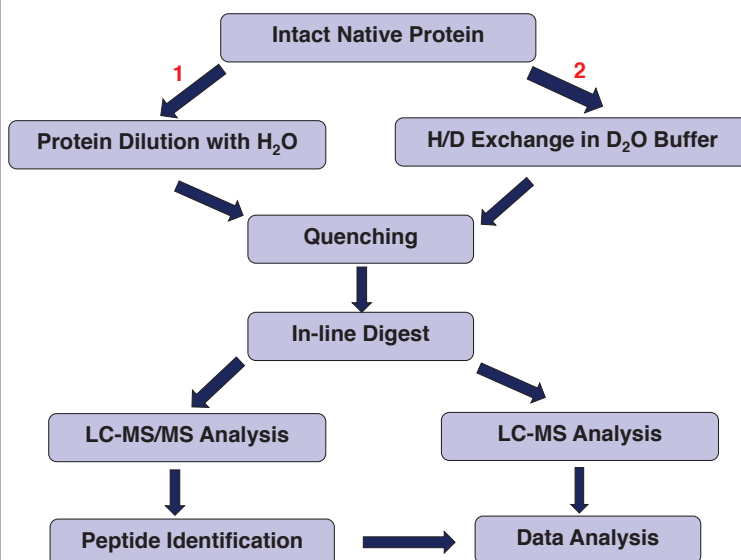 Intact Native Protein
1
2
Protein Dilution with H₂O
H/D Exchange in D₂O Buffer
Quenching
In-line Digest
LC-MS/MS Analysis
LC-MS Analysis
Peptide Identification
Data Analysis